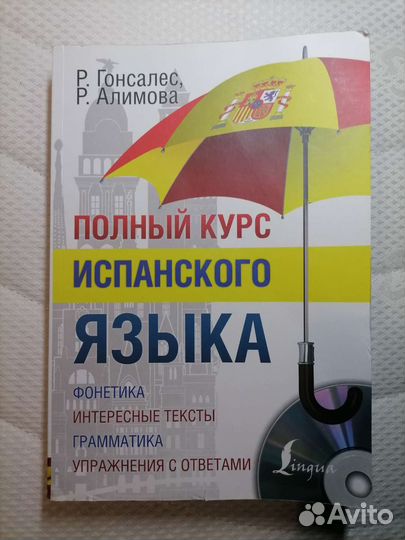 Р. Гонсалес,
Р. Алимова
ПОЛНЫЙ КУРС
ИСПАНСКОГО
ЯЗЫКА
ФОНЕТИКА
ИНТЕРЕСНЫЕ ТЕКСТЫ
ГРАММАТИКА
УПРАЖНЕНИЯ С ОТВЕТАМИ
Lingua
Avito